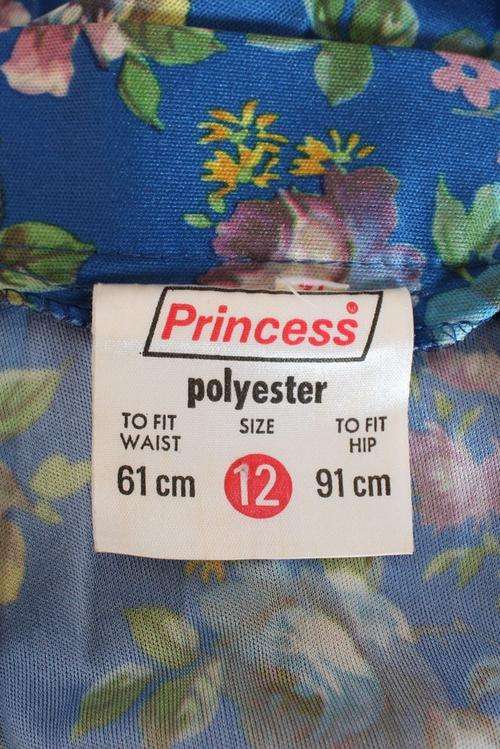 Princess®
polyester
TO FIT WAIST
61 cm
SIZE
12
TO FIT HIP
91 cm